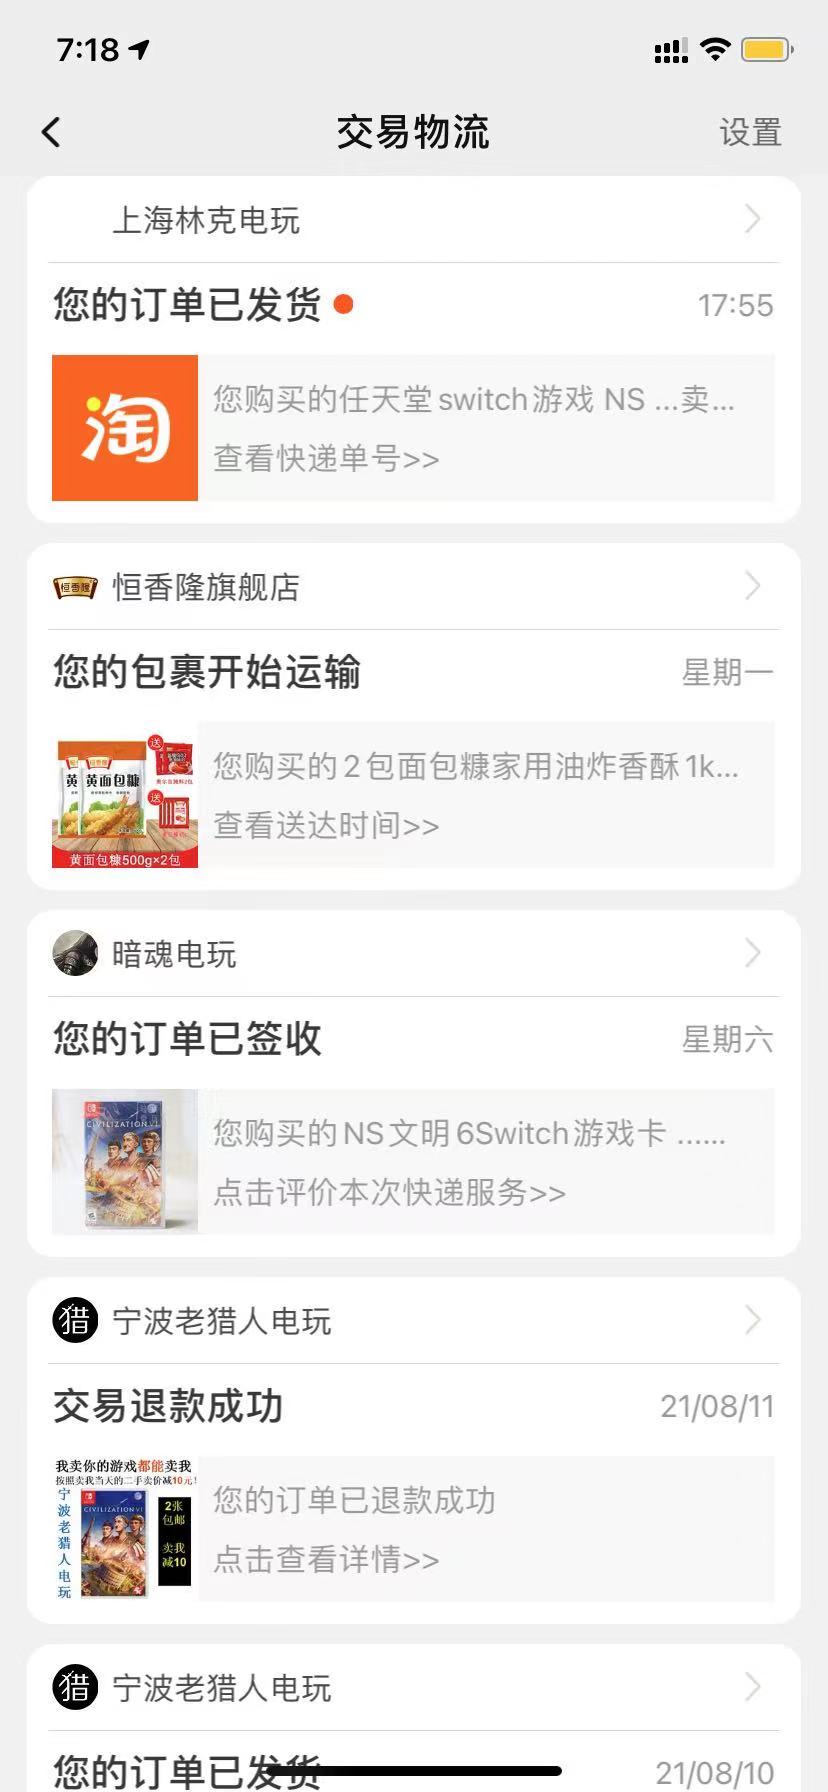 7:18
交易物流
设置
上海林克电玩
您的订单已发货
17:55
淘
您购买的任天堂switch游戏 NS ...卖...
查看快递单号>>
恒香隆
恒香隆旗舰店
您的包裹开始运输
星期一
送
黄面包糠
送
黄面包糠500g×2包
您购买的2包面包糠家用油炸香酥1k...
查看送达时间>>
暗魂电玩
您的订单已签收
星期六
CIVILIZATION VI
您购买的NS文明6Switch游戏卡 ......
点击评价本次快递服务>>
猎
宁波老猎人电玩
交易退款成功
21/08/11
我卖你的游戏都能卖我
按照卖我当天的二手卖价减10元!
宁波老猎人电玩
CIVILIZATION VI
2张
包邮
卖我
减10
您的订单已退款成功
点击查看详情>>
猎
宁波老猎人电玩
您的订单已发货
21/08/10